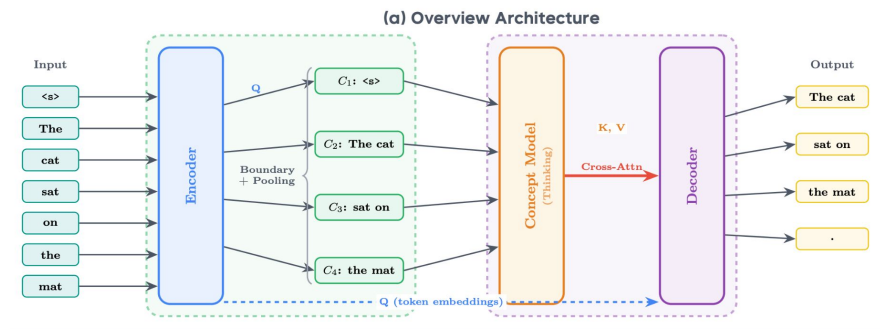 (a) Overview Architecture
Input
<s>
The
cat
sat
on
the
mat
Encoder
Q
Boundary
+ Pooling
C₁: <s>
C₂: The cat
C₃: sat on
C₄: the mat
Concept Model
(Thinking)
K, V
Cross-Attn
Q (token embeddings)
Decoder
Output
The cat
sat on
the mat
.